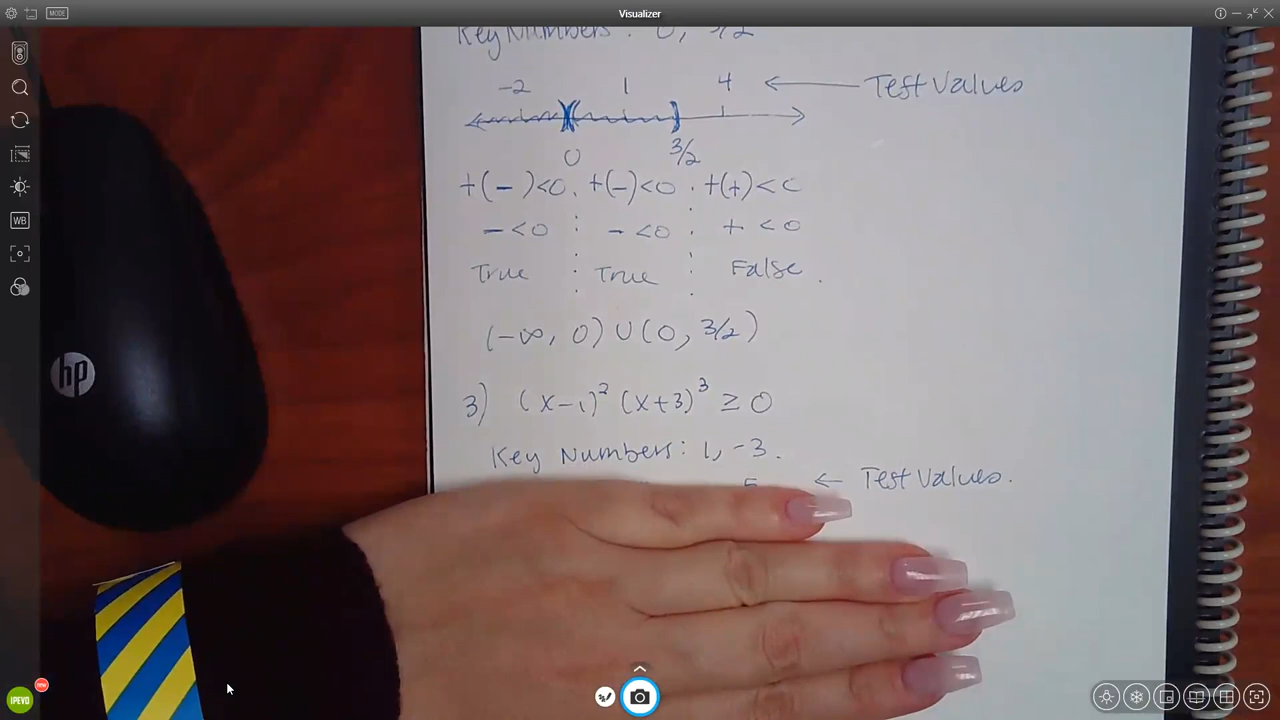 MODE
Visualizer
Key Numbers : 0, 3/2
-2 1 4 ← Test Values
0 3/2
+(-)<0 +(-)<0 +(+)<0
- <0 - <0 + <0
True True False
(-∞, 0) ∪ (0, 3/2)
3) (x-1)² (x+3)³ ≥ 0
Key Numbers: 1, -3.
← Test Values.
WB
hp
IPEVO
new